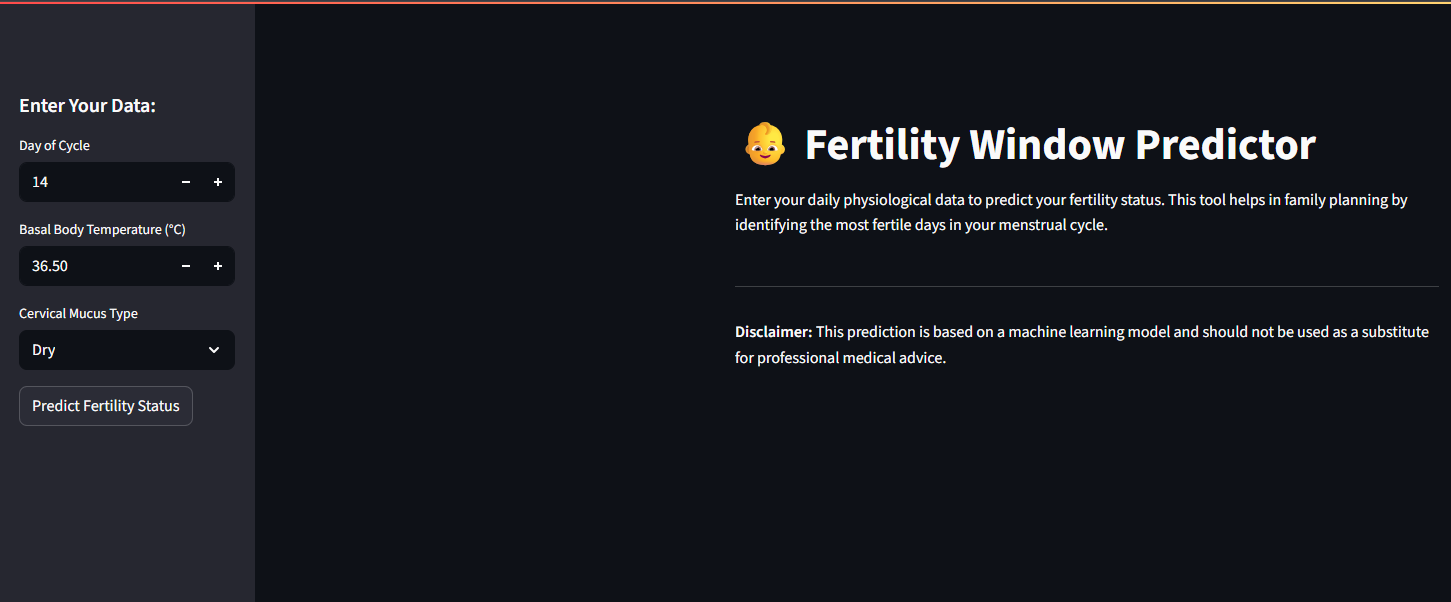 Enter Your Data:
Day of Cycle
14
Basal Body Temperature (°C)
36.50
Cervical Mucus Type
Dry
Predict Fertility Status
Fertility Window Predictor
Enter your daily physiological data to predict your fertility status. This tool helps in family planning by
identifying the most fertile days in your menstrual cycle.
Disclaimer: This prediction is based on a machine learning model and should not be used as a substitute
for professional medical advice.